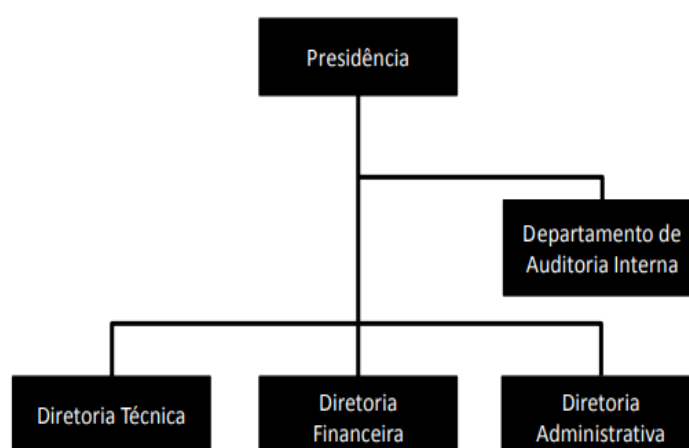 Presidência
Departamento de
Auditoria Interna
Diretoria Técnica
Diretoria
Financeira
Diretoria
Administrativa